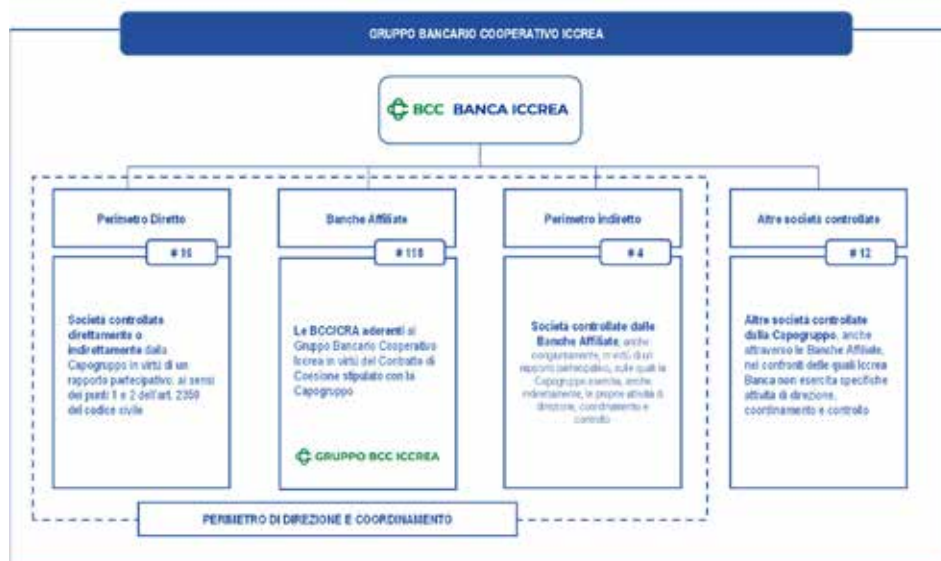 GRUPPO BANCARIO COOPERATIVO ICCREA
BCC BANCA ICCREA
Perimetro Diretto
# 16
Società controllate
direttamente o
indirettamente dalla
Capogruppo in virtù di un
rapporto partecipativo, ai sensi
dei punti 1 e 2 dell'art. 2359
del codice civile
Banche Affiliate
# 118
Le BCC/CRA aderenti al
Gruppo Bancario Cooperativo
Iccrea in virtù del Contratto di
Coesione stipulato con la
Capogruppo
GRUPPO BCC ICCREA
Perimetro indiretto
# 4
Società controllate dalle
Banche Affiliate, anche
congiuntamente, in virtù di un
rapporto partecipativo, sulle quali la
Capogruppo esercita, anche
indirettamente, le proprie attività di
direzione, coordinamento e
controllo
Altre società controllate
# 12
Altre società controllate
dalla Capogruppo, anche
attraverso le Banche Affiliate,
nei confronti delle quali Iccrea
Banca non esercita specifiche
attività di direzione,
coordinamento e controllo
PERIMETRO DI DIREZIONE E COORDINAMENTO